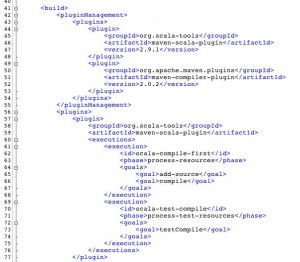 40
41 <build>
42 <pluginManagement>
43 <plugins>
44 <plugin>
45 <groupId>org.scala-tools</groupId>
46 <artifactId>maven-scala-plugin</artifactId>
47 <version>2.9.1</version>
48 </plugin>
49 <plugin>
50 <groupId>org.apache.maven.plugins</groupId>
51 <artifactId>maven-compiler-plugin</artifactId>
52 <version>2.0.2</version>
53 </plugin>
54 </plugins>
55 </pluginManagement>
56 <plugins>
57 <plugin>
58 <groupId>org.scala-tools</groupId>
59 <artifactId>maven-scala-plugin</artifactId>
60 <executions>
61 <execution>
62 <id>scala-compile-first</id>
63 <phase>process-resources</phase>
64 <goals>
65 <goal>add-source</goal>
66 <goal>compile</goal>
67 </goals>
68 </execution>
69 <execution>
70 <id>scala-test-compile</id>
71 <phase>process-test-resources</phase>
72 <goals>
73 <goal>testCompile</goal>
74 </goals>
75 </execution>
76 </executions>
77 </plugin>